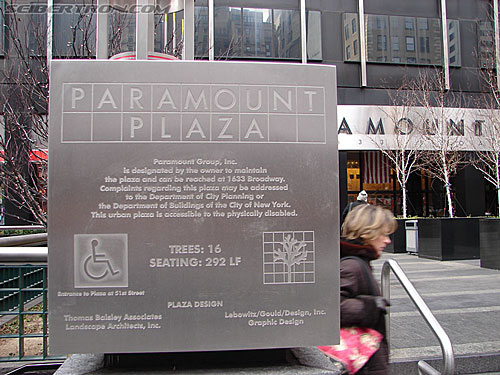 SCIBERTRON.COM
PARAMOUNT
PLAZA
Paramount Group, Inc.
is designated by the owner to maintain
the plaza and can be reached at 1633 Broadway.
Complaints regarding this plaza may be addressed
to the Department of City Planning or
the Department of Buildings of the City of New York.
This urban plaza is accessible to the physically disabled.
TREES: 16
SEATING: 292 LF
Entrance to Plaza at 51st Street
PLAZA DESIGN
Thomas Balsley Associates
Landscape Architects, Inc.
Lebowitz/Gould/Design, Inc.
Graphic Design
AMOUNT